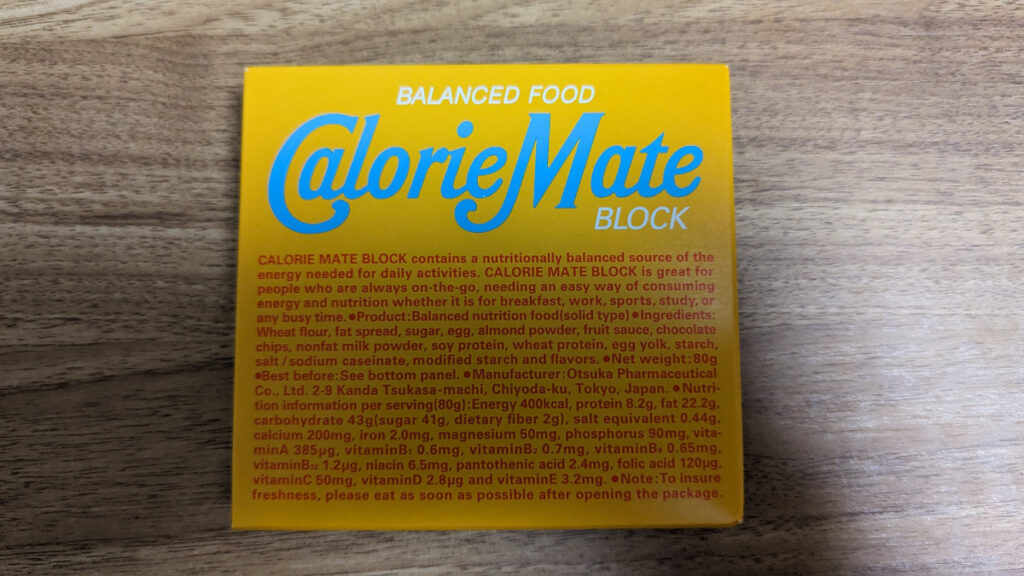 BALANCED FOOD
CalorieMate
BLOCK
CALORIE MATE BLOCK contains a nutritionally balanced source of the
energy needed for daily activities. CALORIE MATE BLOCK is great for
people who are always on-the-go, needing an easy way of consuming
energy and nutrition whether it is for breakfast, work, sports, study, or
any busy time. ●Product:Balanced nutrition food(solid type) ●Ingredients:
Wheat flour, fat spread, sugar, egg, almond powder, fruit sauce, chocolate
chips, nonfat milk powder, soy protein, wheat protein, egg yolk, starch,
salt/sodium caseinate, modified starch and flavors. ●Net weight:80g
●Best before:See bottom panel. ●Manufacturer:Otsuka Pharmaceutical
Co., Ltd. 2-9 Kanda Tsukasa-machi, Chiyoda-ku, Tokyo, Japan. ●Nutri-
tion information per serving(80g):Energy 400kcal, protein 8.2g, fat 22.2g,
carbohydrate 43g(sugar 41g, dietary fiber 2g), salt equivalent 0.44g,
calcium 200mg, iron 2.0mg, magnesium 50mg, phosphorus 90mg, vita-
minA 385μg, vitaminB₁ 0.6mg, vitaminB₂ 0.7mg, vitaminB₆ 0.65mg,
vitaminB₁₂ 1.2μg, niacin 6.5mg, pantothenic acid 2.4mg, folic acid 120μg,
vitaminC 50mg, vitaminD 2.8μg and vitaminE 3.2mg. ●Note:To insure
freshness, please eat as soon as possible after opening the package.